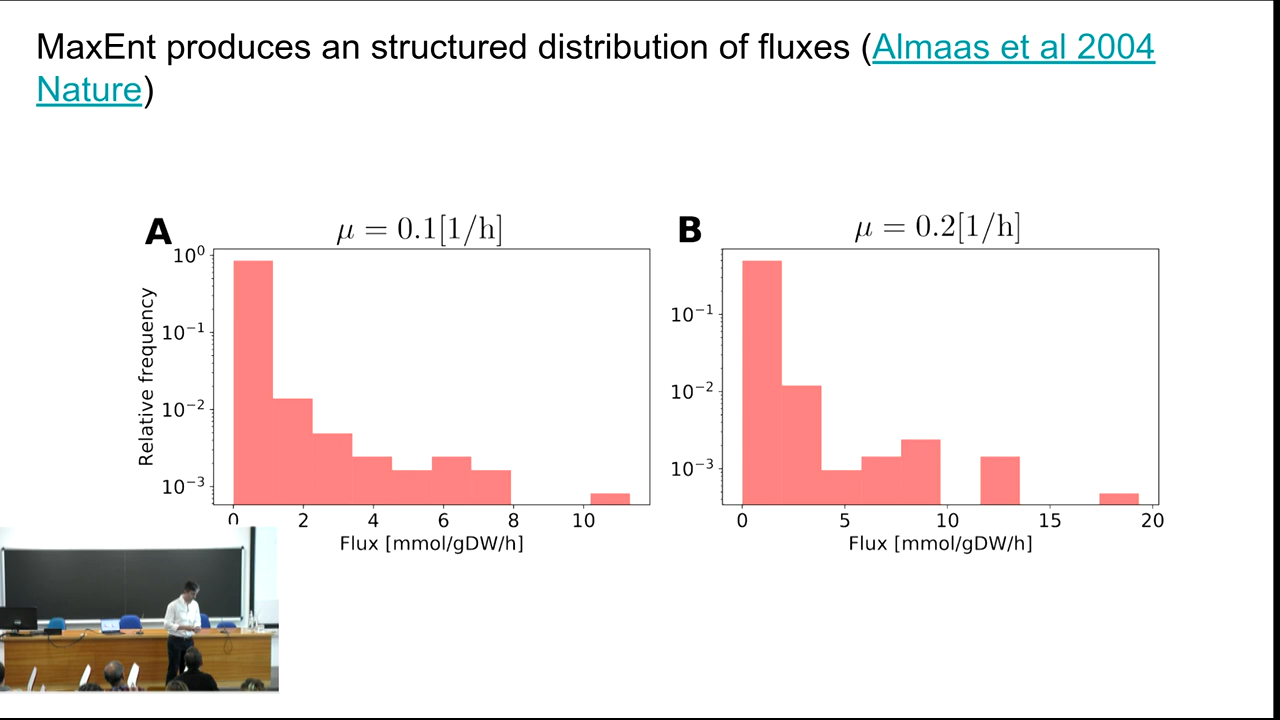 MaxEnt produces an structured distribution of fluxes (Almaas et al 2004
Nature)
A
μ = 0.1[1/h]
Relative frequency
10⁰
10⁻¹
10⁻²
10⁻³
0 2 4 6 8 10
Flux [mmol/gDW/h]
B
μ = 0.2[1/h]
10⁻¹
10⁻²
10⁻³
0 5 10 15 20
Flux [mmol/gDW/h]